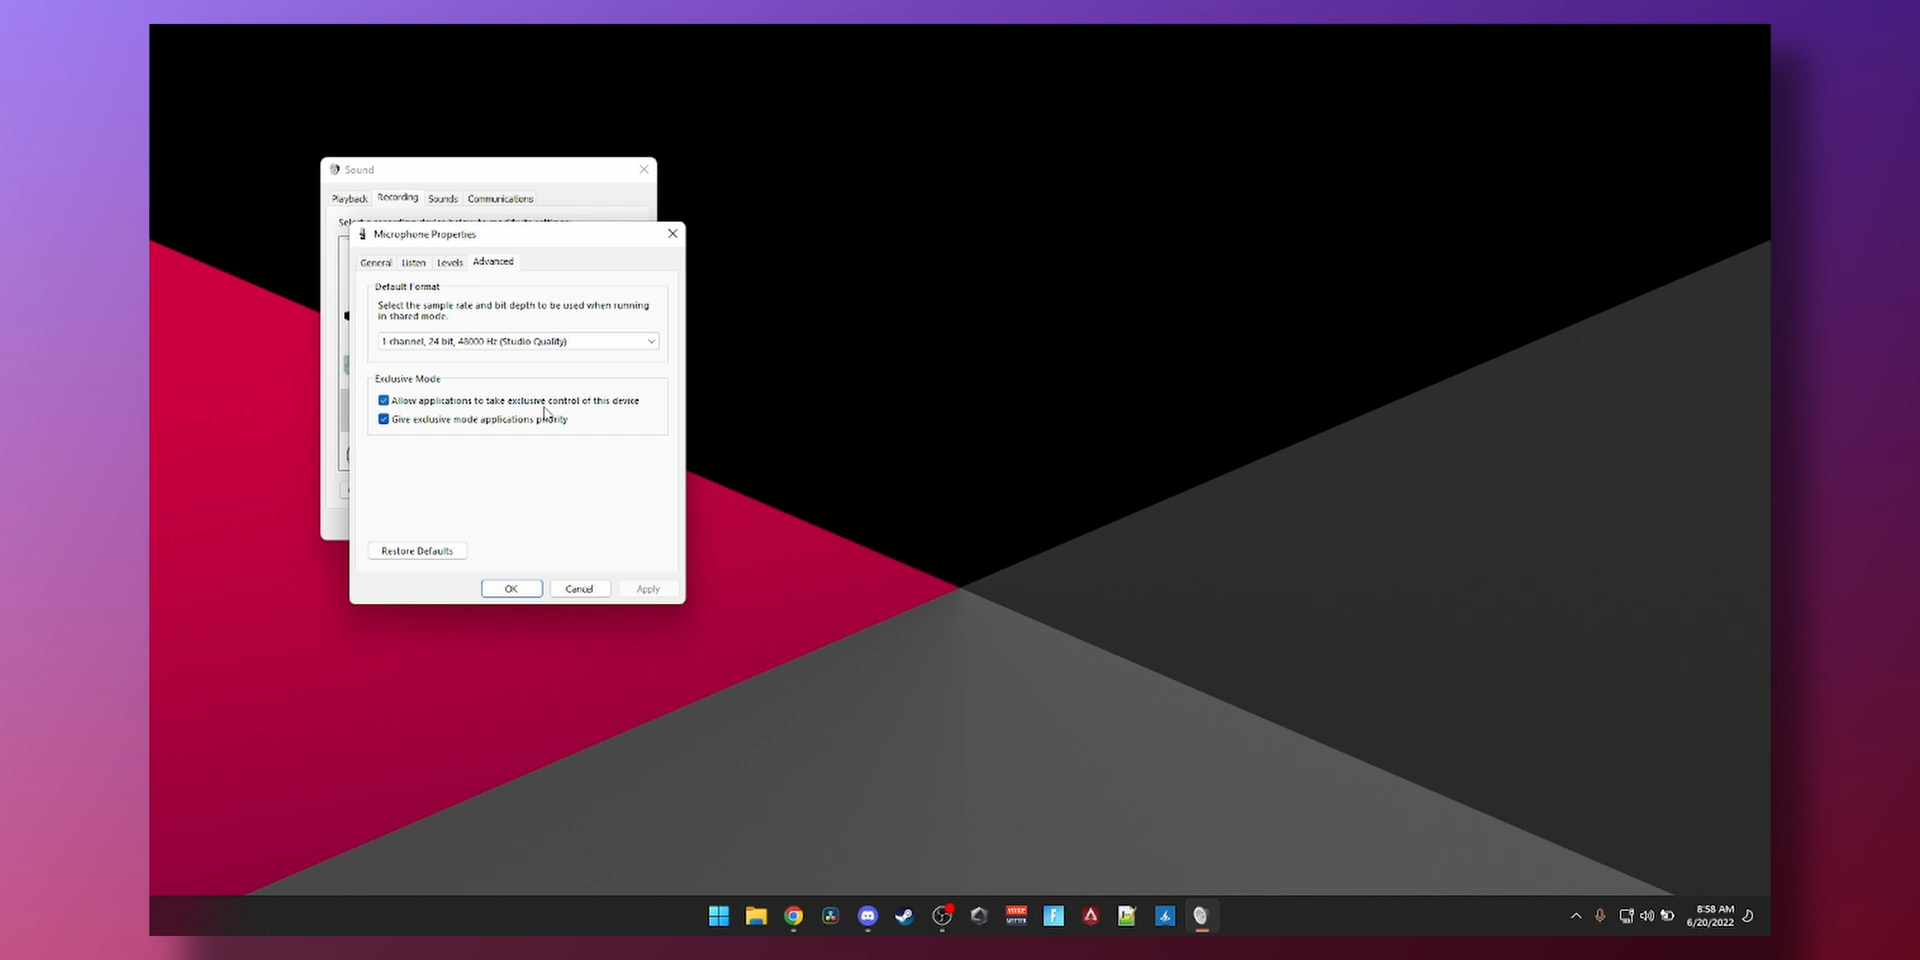 Sound
Playback Recording Sounds Communications
Select a recording device below to modify its settings:
Microphone Properties
General Listen Levels Advanced
Default Format
Select the sample rate and bit depth to be used when running
in shared mode.
1 channel, 24 bit, 48000 Hz (Studio Quality)
Exclusive Mode
Allow applications to take exclusive control of this device
Give exclusive mode applications priority
Restore Defaults
OK Cancel Apply
VOICE
MEETER
8:58 AM
6/20/2022